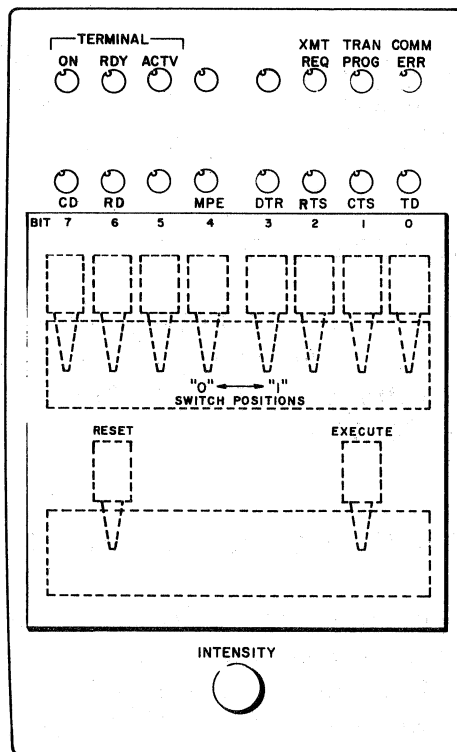 TERMINAL
XMT TRAN COMM
ON RDY ACTV REQ PROG ERR
CD RD MPE DTR RTS CTS TD
BIT 7 6 5 4 3 2 1 0
"0" "1"
SWITCH POSITIONS
RESET EXECUTE
INTENSITY